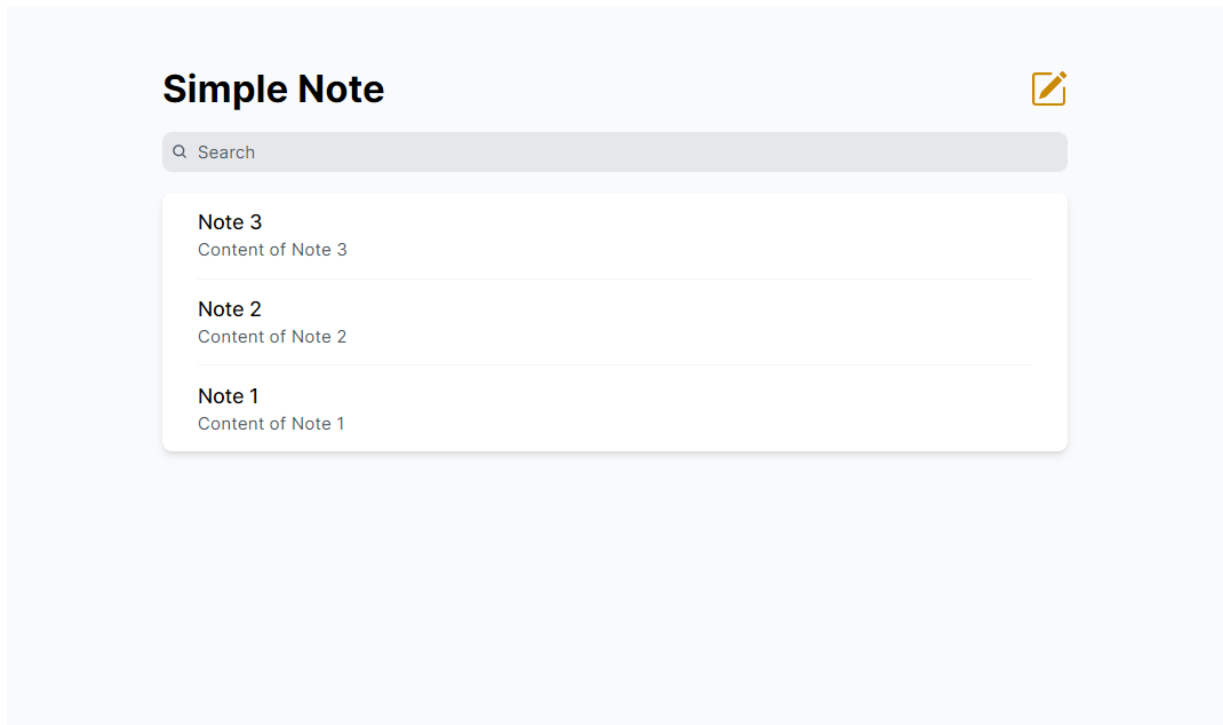 Simple Note
Search
Note 3
Content of Note 3
Note 2
Content of Note 2
Note 1
Content of Note 1